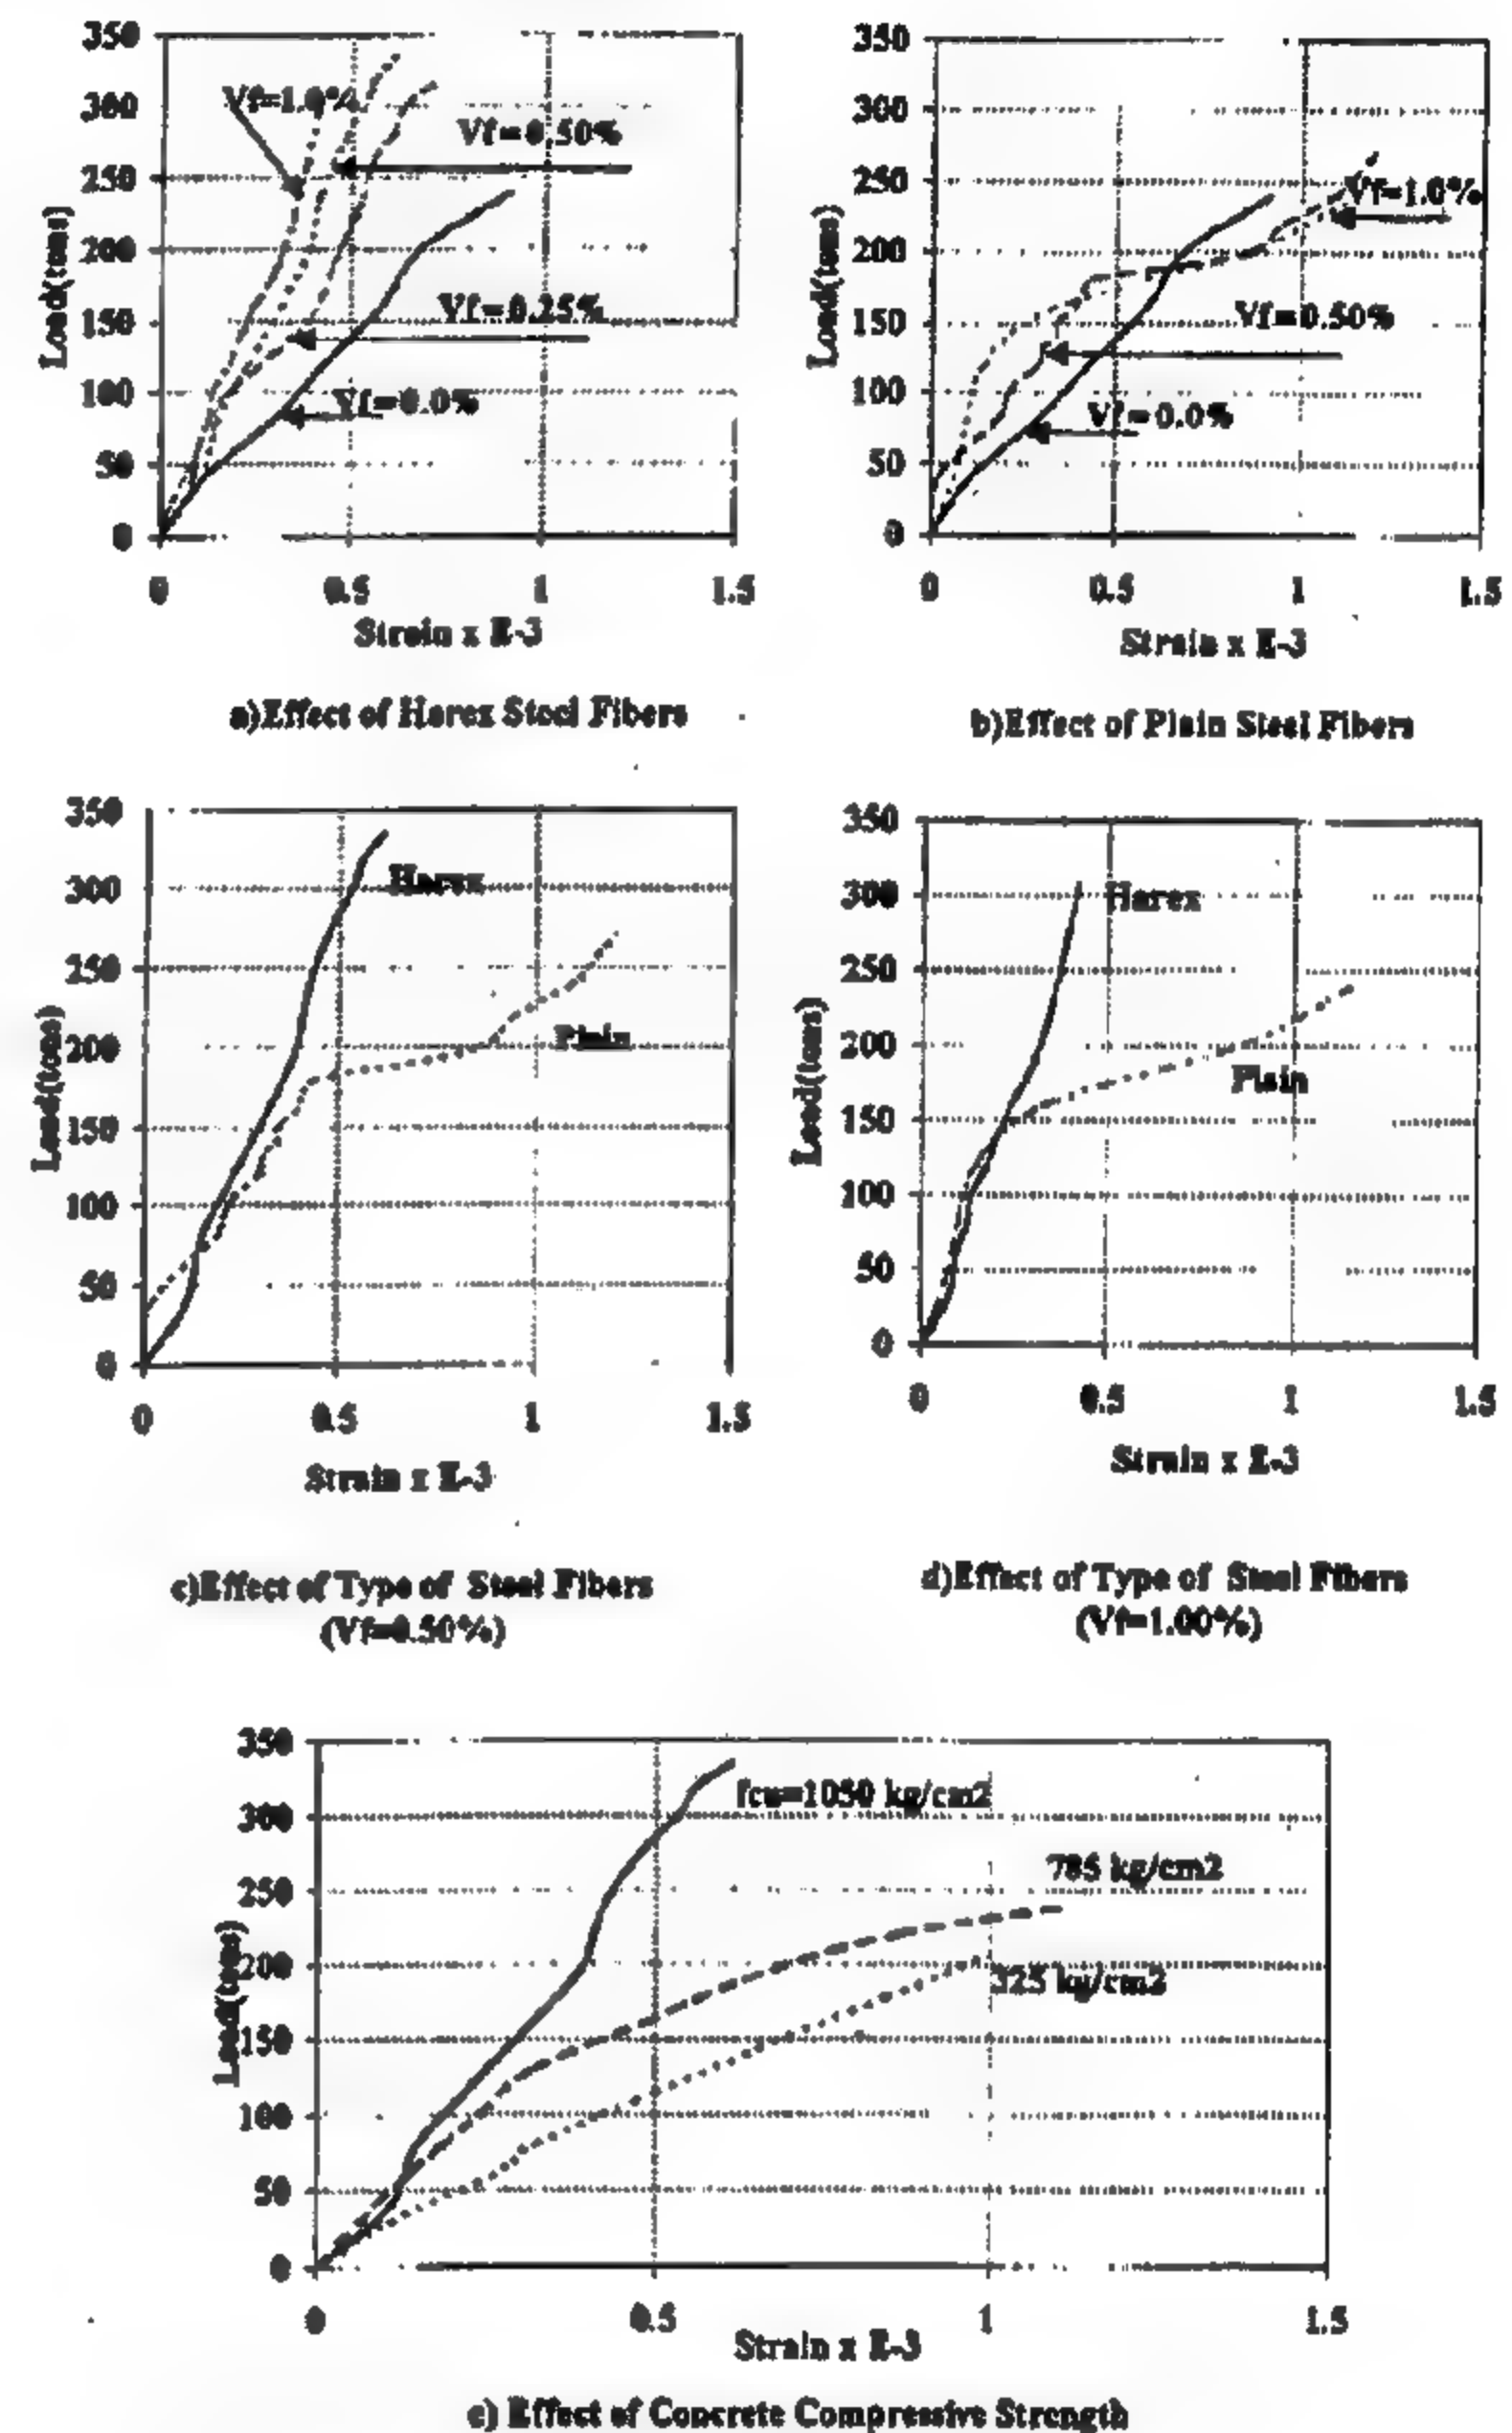 350
300
250
200
150
100
50
0
Load(tons)
Vf=1.0%
Vf=0.50%
Vf=0.25%
Vf=0.0%
0 0.5 1 1.5
Strain x E-3
a)Effect of Harex Steel Fibers
350
300
250
200
150
100
50
0
Load(tons)
Vf=1.0%
Vf=0.50%
Vf=0.0%
0 0.5 1 1.5
Strain x E-3
b)Effect of Plain Steel Fibers
350
300
250
200
150
100
50
0
Load(tons)
Harex
Plain
0 0.5 1 1.5
Strain x E-3
c)Effect of Type of Steel Fibers
(Vf=0.50%)
350
300
250
200
150
100
50
0
Load(tons)
Harex
Plain
0 0.5 1 1.5
Strain x E-3
d)Effect of Type of Steel Fibers
(Vf=1.00%)
350
300
250
200
150
100
50
0
Load(tons)
fcu=1050 kg/cm2
785 kg/cm2
325 kg/cm2
0 0.5 1 1.5
Strain x E-3
e) Effect of Concrete Compressive Strength